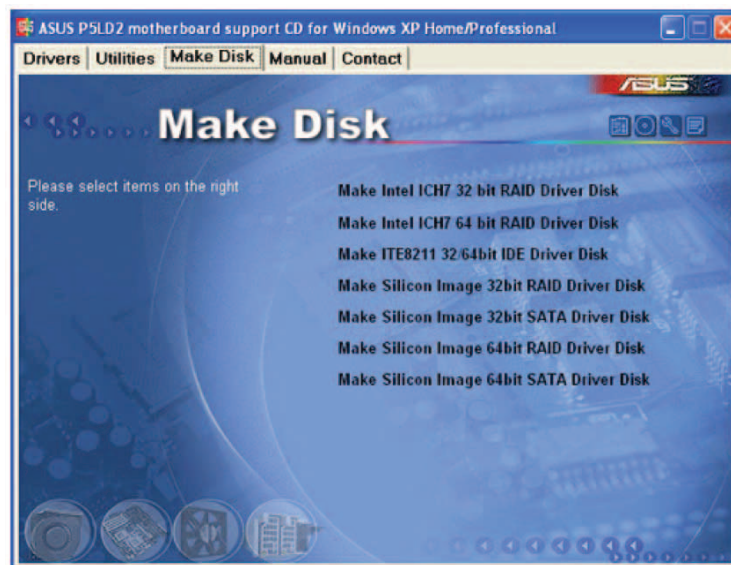 ASUS P5LD2 motherboard support CD for Windows XP Home/Professional
Drivers Utilities Make Disk Manual Contact
ASUS
Make Disk
Please select items on the right
side.
Make Intel ICH7 32 bit RAID Driver Disk
Make Intel ICH7 64 bit RAID Driver Disk
Make ITE8211 32/64bit IDE Driver Disk
Make Silicon Image 32bit RAID Driver Disk
Make Silicon Image 32bit SATA Driver Disk
Make Silicon Image 64bit RAID Driver Disk
Make Silicon Image 64bit SATA Driver Disk